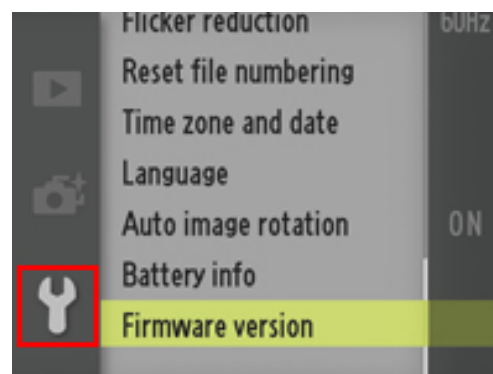 Flicker reduction 60Hz
Reset file numbering
Time zone and date
Language
Auto image rotation ON
Battery info
Firmware version